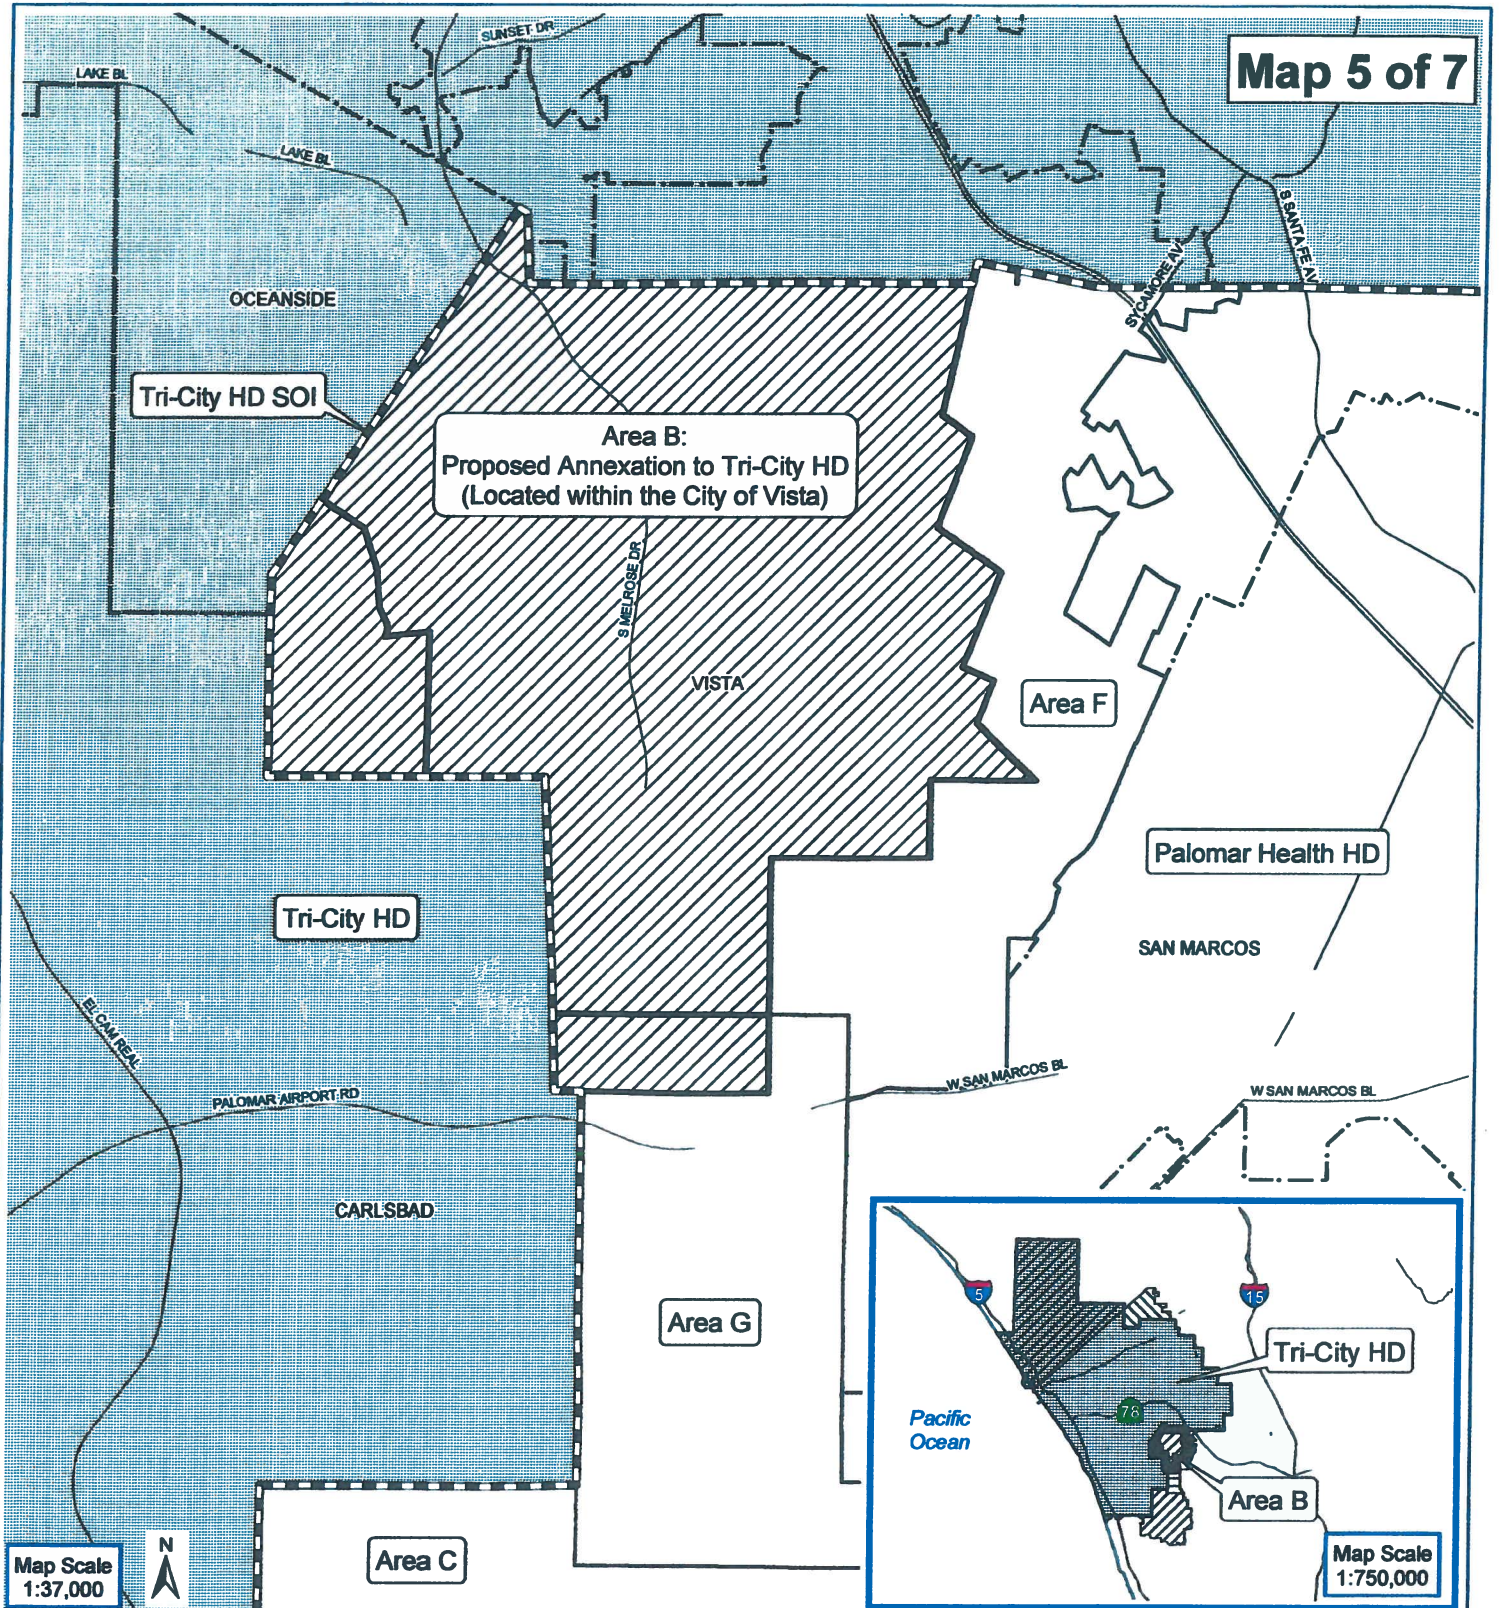 Map 5 of 7
SUNSET DR
LAKE BL
LAKE BL
S SANTA FE AV
SYCAMORE AV
OCEANSIDE
Tri-City HD SOI
Area B:
Proposed Annexation to Tri-City HD
(Located within the City of Vista)
S MELROSE DR
VISTA
Area F
Palomar Health HD
Tri-City HD
SAN MARCOS
EL CAM REAL
W SAN MARCOS BL
W SAN MARCOS BL
PALOMAR AIRPORT RD
CARLSBAD
Area G
5
15
Tri-City HD
78
Pacific
Ocean
Area B
Map Scale
1:750,000
Area C
N
Map Scale
1:37,000